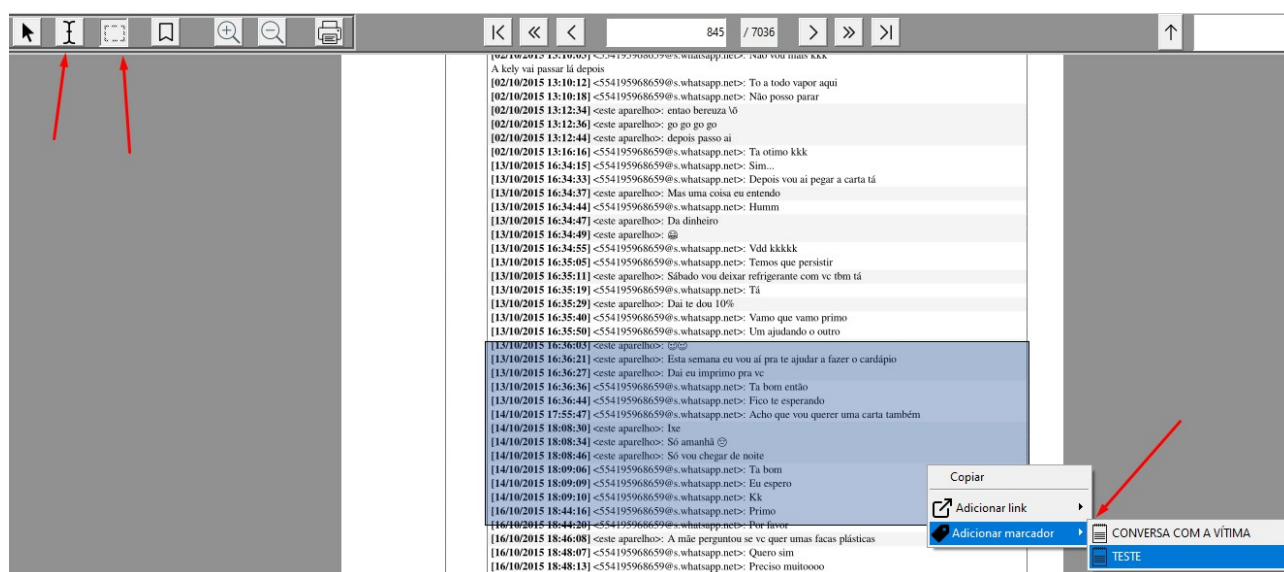 845 / 7036
[02/10/2015 13:10:03] <554195968659@s.whatsapp.net>: Não vou mais kkk
A kely vai passar lá depois
[02/10/2015 13:10:12] <554195968659@s.whatsapp.net>: To a todo vapor aqui
[02/10/2015 13:10:18] <554195968659@s.whatsapp.net>: Não posso parar
[02/10/2015 13:12:34] <este aparelho>: entao bereuza \õ
[02/10/2015 13:12:36] <este aparelho>: go go go go
[02/10/2015 13:12:44] <este aparelho>: depois passo ai
[02/10/2015 13:16:16] <554195968659@s.whatsapp.net>: Ta otimo kkk
[13/10/2015 16:34:15] <554195968659@s.whatsapp.net>: Sim...
[13/10/2015 16:34:33] <554195968659@s.whatsapp.net>: Depois vou ai pegar a carta tá
[13/10/2015 16:34:37] <este aparelho>: Mas uma coisa eu entendo
[13/10/2015 16:34:44] <554195968659@s.whatsapp.net>: Humm
[13/10/2015 16:34:47] <este aparelho>: Da dinheiro
[13/10/2015 16:34:49] <este aparelho>: 😁
[13/10/2015 16:34:55] <554195968659@s.whatsapp.net>: Vdd kkkkk
[13/10/2015 16:35:05] <554195968659@s.whatsapp.net>: Temos que persistir
[13/10/2015 16:35:11] <este aparelho>: Sábado vou deixar refrigerante com vc tbm tá
[13/10/2015 16:35:19] <554195968659@s.whatsapp.net>: Tá
[13/10/2015 16:35:29] <este aparelho>: Dai te dou 10%
[13/10/2015 16:35:40] <554195968659@s.whatsapp.net>: Vamo que vamo primo
[13/10/2015 16:35:50] <554195968659@s.whatsapp.net>: Um ajudando o outro
[13/10/2015 16:36:03] <este aparelho>:
[13/10/2015 16:36:21] <este aparelho>: Esta semana eu vou aí pra te ajudar a fazer o cardápio
[13/10/2015 16:36:27] <este aparelho>: Dai eu imprimo pra vc
[13/10/2015 16:36:36] <554195968659@s.whatsapp.net>: Ta bom então
[13/10/2015 16:36:44] <554195968659@s.whatsapp.net>: Fico te esperando
[14/10/2015 17:55:47] <554195968659@s.whatsapp.net>: Acho que vou querer uma carta também
[14/10/2015 18:08:30] <este aparelho>: Ixe
[14/10/2015 18:08:34] <este aparelho>: Só amanhã
[14/10/2015 18:08:46] <este aparelho>: Só vou chegar de noite
[14/10/2015 18:09:06] <554195968659@s.whatsapp.net>: Ta bom
[14/10/2015 18:09:09] <554195968659@s.whatsapp.net>: Eu espero
[14/10/2015 18:09:10] <554195968659@s.whatsapp.net>: Kk
[16/10/2015 18:44:16] <554195968659@s.whatsapp.net>: Primo
[16/10/2015 18:44:20] <554195968659@s.whatsapp.net>: Por favor
[16/10/2015 18:46:08] <este aparelho>: A mãe perguntou se vc quer umas facas plásticas
[16/10/2015 18:48:07] <554195968659@s.whatsapp.net>: Quero sim
[16/10/2015 18:48:13] <554195968659@s.whatsapp.net>: Preciso muitoooo
Copiar
Adicionar link
Adicionar marcador
CONVERSA COM A VÍTIMA
TESTE